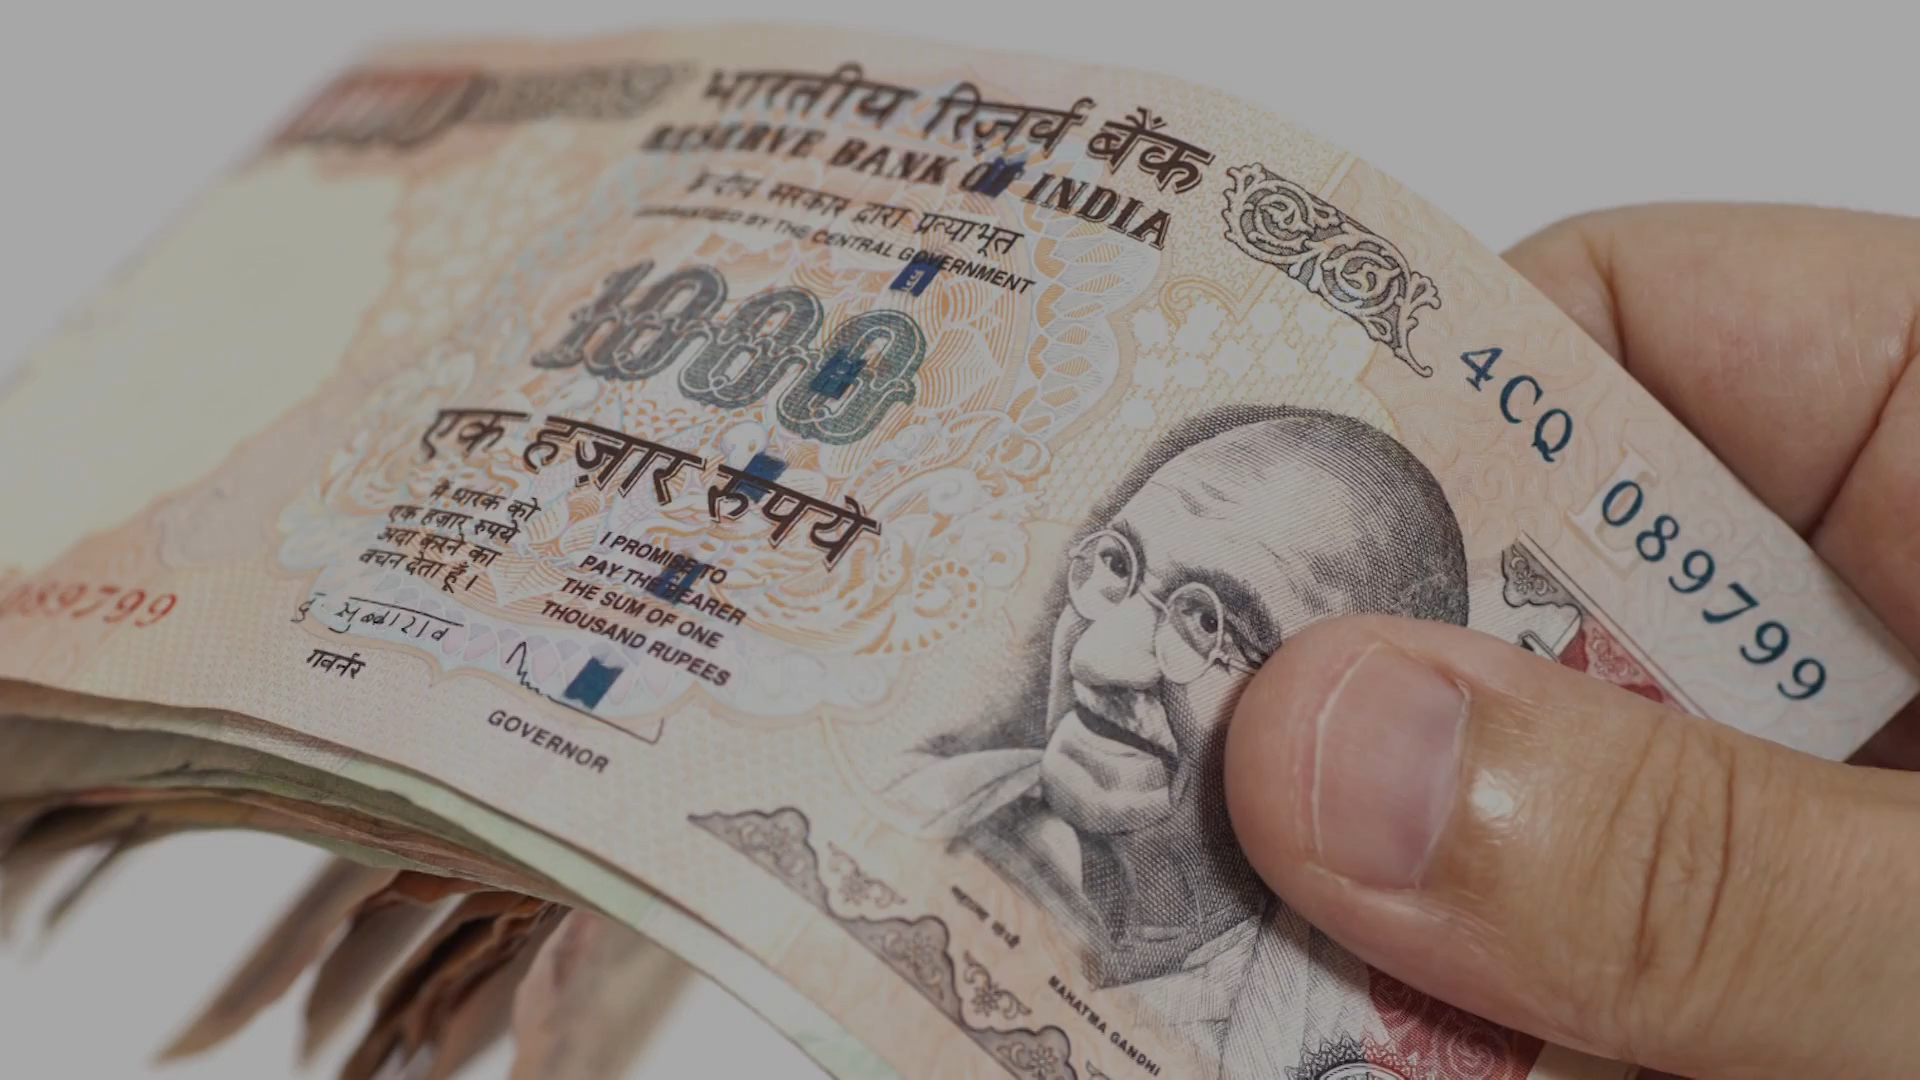 भारतीय रिज़र्व बैंक
RESERVE BANK OF INDIA
केन्द्रीय सरकार द्वारा प्रत्याभूत
GUARANTEED BY THE CENTRAL GOVERNMENT
1000
एक हज़ार रुपये
मैं धारक को
एक हज़ार रुपये
अदा करने का
वचन देता हूँ।
I PROMISE TO
PAY THE BEARER
THE SUM OF ONE
THOUSAND RUPEES
दु. सुब्बाराव
गवर्नर
GOVERNOR
4CQ 089799
089799
महात्मा गांधी
MAHATMA GANDHI